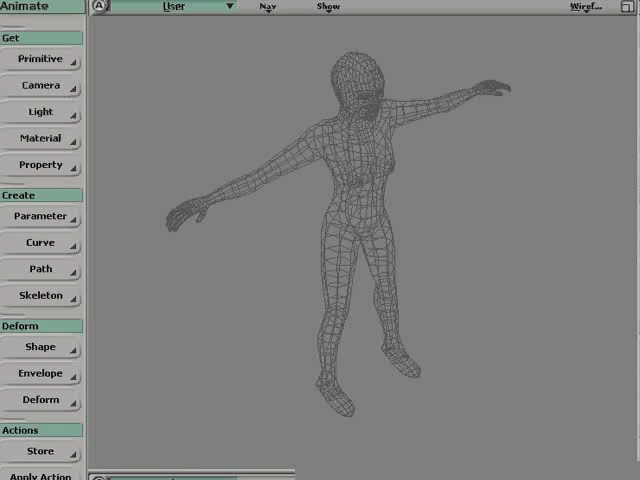 Animate
A
User
Nav
Show
Wiref...
Get
Primitive
Camera
Light
Material
Property
Create
Parameter
Curve
Path
Skeleton
Deform
Shape
Envelope
Deform
Actions
Store
Apply Action